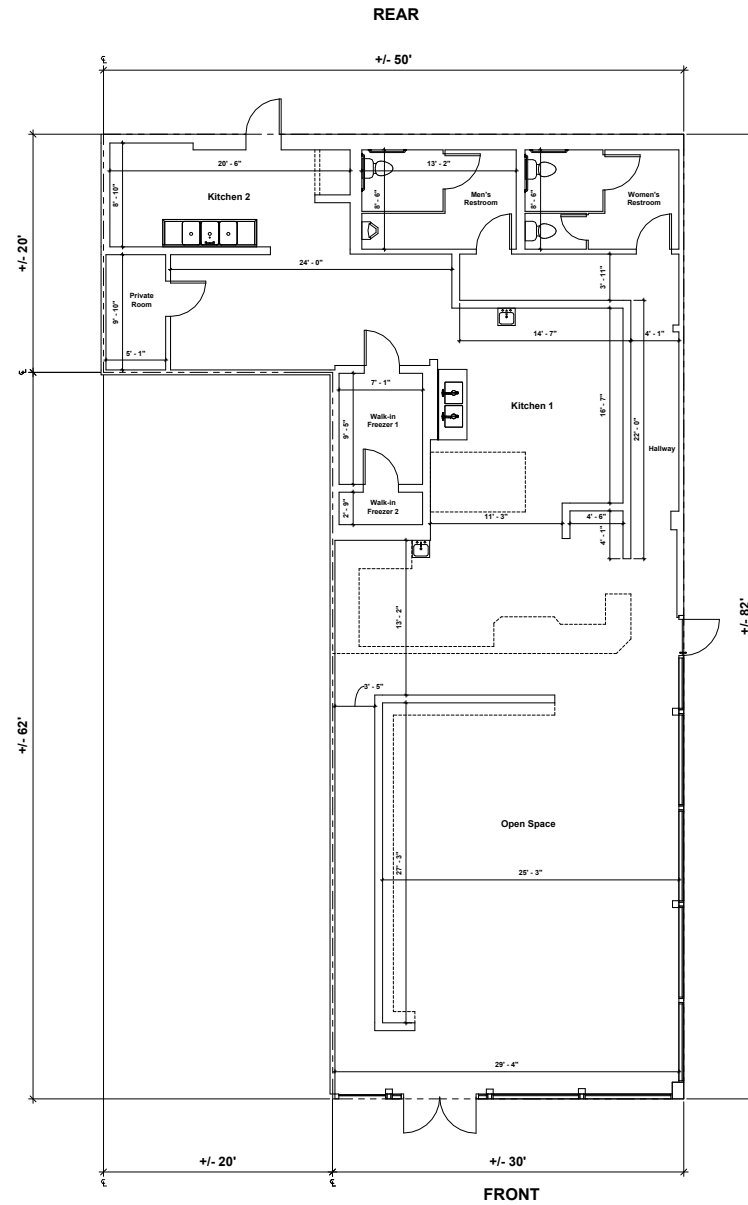 REAR
+/- 50'
20' - 6"
13' - 2"
8' - 10"
Kitchen 2
8' - 6"
Men's
Restroom
8' - 6"
Women's
Restroom
+/- 20'
24' - 0"
3' - 11"
Private
Room
9' - 10"
5' - 1"
14' - 7"
4' - 1"
7' - 1"
Walk-in
Freezer 1
9' - 5"
Kitchen 1
16' - 7"
22' - 0"
Hallway
Walk-in
Freezer 2
2' - 9"
11' - 3"
4' - 6"
4' - 1"
13' - 2"
+/- 82'
3' - 5"
+/- 62'
Open Space
27' - 3"
25' - 3"
29' - 4"
+/- 20'
+/- 30'
FRONT